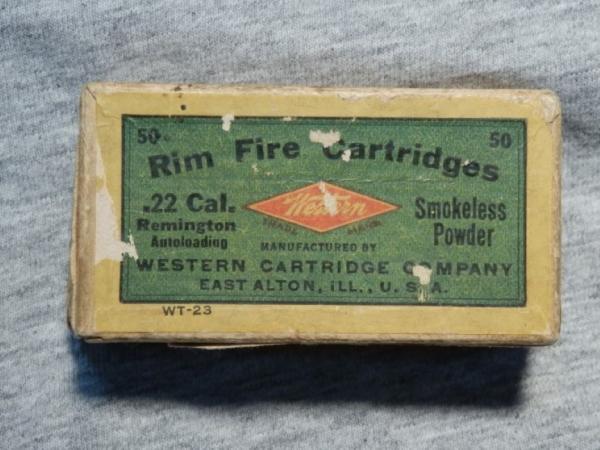 50 50
Rim Fire Cartridges
.22 Cal.
Remington
Autoloading
Western
TRADE MARK
Smokeless
Powder
MANUFACTURED BY
WESTERN CARTRIDGE COMPANY
EAST ALTON, ILL., U. S. A.
WT-23